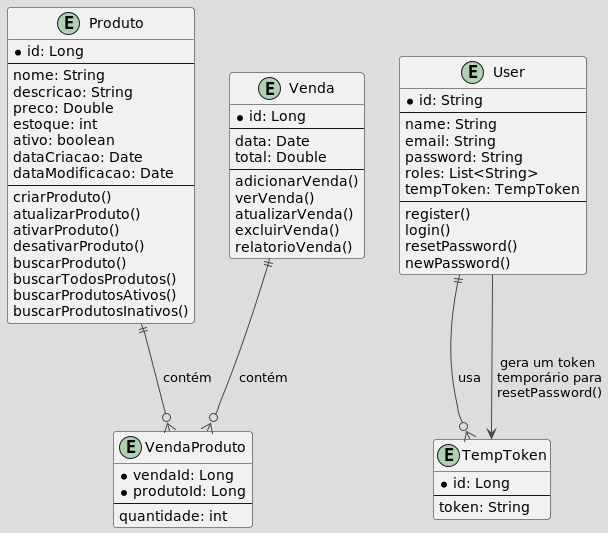 E Produto
id: Long
nome: String
descricao: String
preco: Double
estoque: int
ativo: boolean
dataCriacao: Date
dataModificacao: Date
criarProduto()
atualizarProduto()
ativarProduto()
desativarProduto()
buscarProduto()
buscarTodosProdutos()
buscarProdutosAtivos()
buscarProdutosInativos()
E Venda
id: Long
data: Date
total: Double
adicionarVenda()
verVenda()
atualizarVenda()
excluirVenda()
relatorioVenda()
E User
id: String
name: String
email: String
password: String
roles: List<String>
tempToken: TempToken
register()
login()
resetPassword()
newPassword()
contém
contém
usa
gera um token
temporário para
resetPassword()
E VendaProduto
vendaId: Long
produtoId: Long
quantidade: int
E TempToken
id: Long
token: String